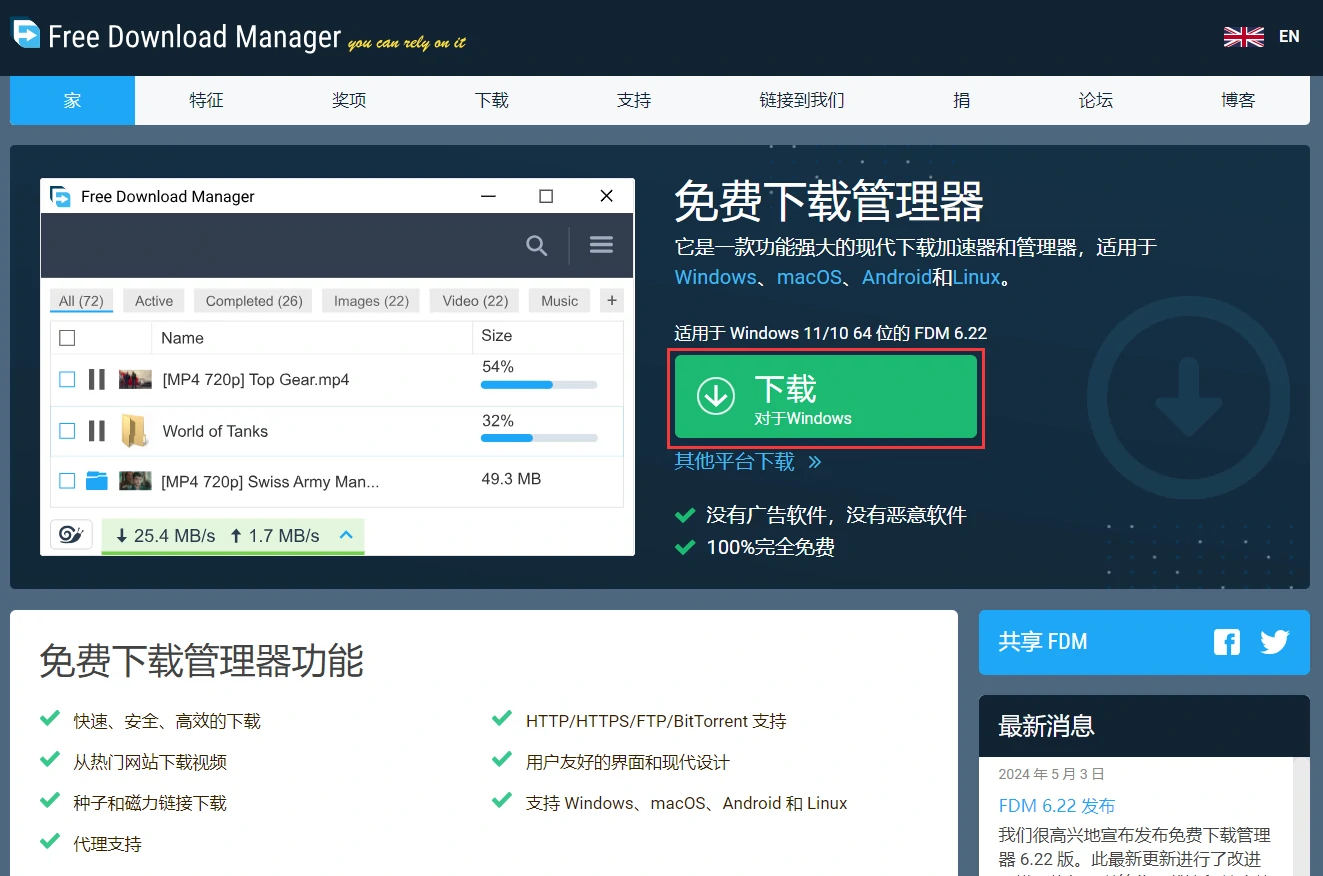 Free Download Manager you can rely on it
EN
家 特征 奖项 下载 支持 链接到我们 捐 论坛 博客
Free Download Manager
All (72) Active Completed (26) Images (22) Video (22) Music +
Name Size
[MP4 720p] Top Gear.mp4 54%
World of Tanks 32%
[MP4 720p] Swiss Army Man... 49.3 MB
25.4 MB/s 1.7 MB/s
免费下载管理器
它是一款功能强大的现代下载加速器和管理器，适用于
Windows、macOS、Android和Linux。
适用于 Windows 11/10 64 位的 FDM 6.22
下载
对于Windows
其他平台下载 »
没有广告软件，没有恶意软件
100%完全免费
免费下载管理器功能
快速、安全、高效的下载
从热门网站下载视频
种子和磁力链接下载
代理支持
HTTP/HTTPS/FTP/BitTorrent 支持
用户友好的界面和现代设计
支持 Windows、macOS、Android 和 Linux
共享 FDM
最新消息
2024 年 5 月 3 日
FDM 6.22 发布
我们很高兴地宣布发布免费下载管理
器 6.22 版。此最新更新进行了改进